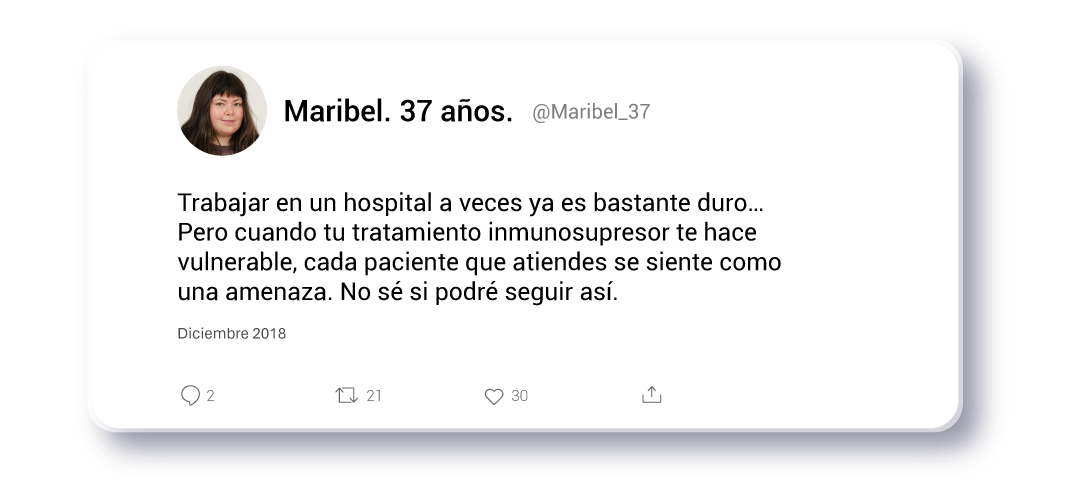 Maribel. 37 años. @Maribel_37
Trabajar en un hospital a veces ya es bastante duro...
Pero cuando tu tratamiento inmunosupresor te hace
vulnerable, cada paciente que atiendes se siente como
una amenaza. No sé si podré seguir así.
Diciembre 2018
2 21 30